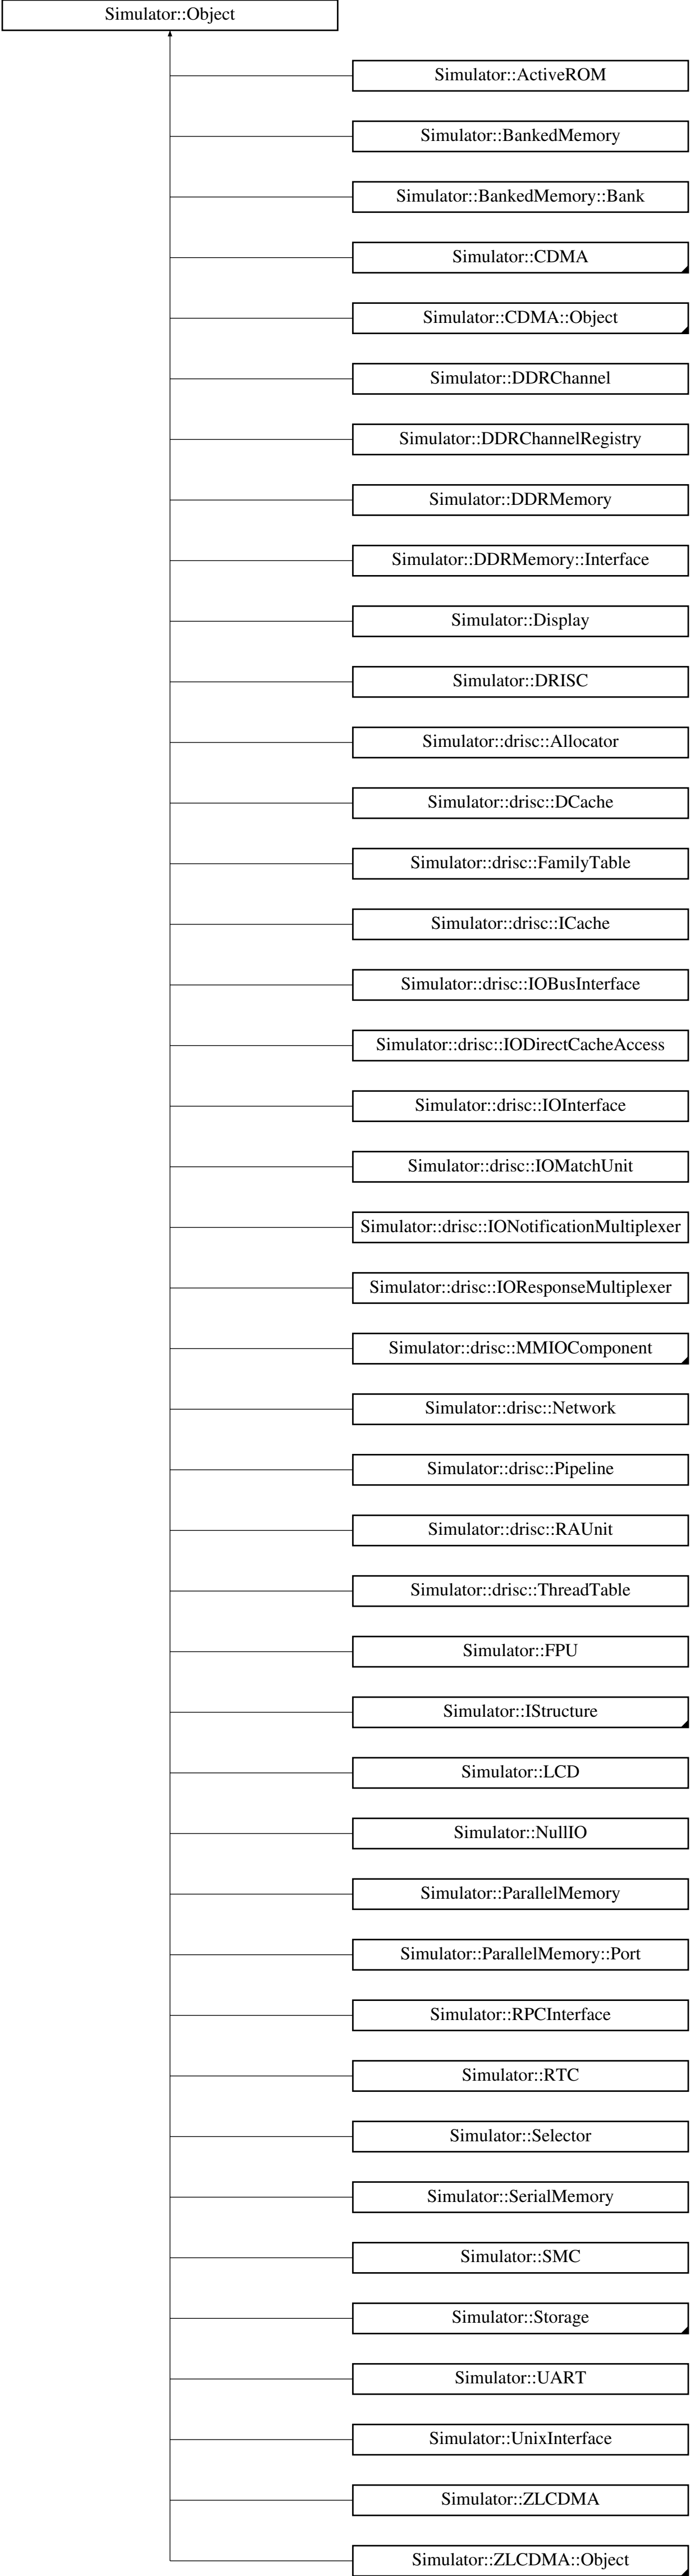 Simulator::Object
Simulator::ActiveROM
Simulator::BankedMemory
Simulator::BankedMemory::Bank
Simulator::CDMA
Simulator::CDMA::Object
Simulator::DDRChannel
Simulator::DDRChannelRegistry
Simulator::DDRMemory
Simulator::DDRMemory::Interface
Simulator::Display
Simulator::DRISC
Simulator::drisc::Allocator
Simulator::drisc::DCache
Simulator::drisc::FamilyTable
Simulator::drisc::ICache
Simulator::drisc::IOBusInterface
Simulator::drisc::IODirectCacheAccess
Simulator::drisc::IOInterface
Simulator::drisc::IOMatchUnit
Simulator::drisc::IONotificationMultiplexer
Simulator::drisc::IOResponseMultiplexer
Simulator::drisc::MMIOComponent
Simulator::drisc::Network
Simulator::drisc::Pipeline
Simulator::drisc::RAUnit
Simulator::drisc::ThreadTable
Simulator::FPU
Simulator::IStructure
Simulator::LCD
Simulator::NullIO
Simulator::ParallelMemory
Simulator::ParallelMemory::Port
Simulator::RPCInterface
Simulator::RTC
Simulator::Selector
Simulator::SerialMemory
Simulator::SMC
Simulator::Storage
Simulator::UART
Simulator::UnixInterface
Simulator::ZLCDMA
Simulator::ZLCDMA::Object